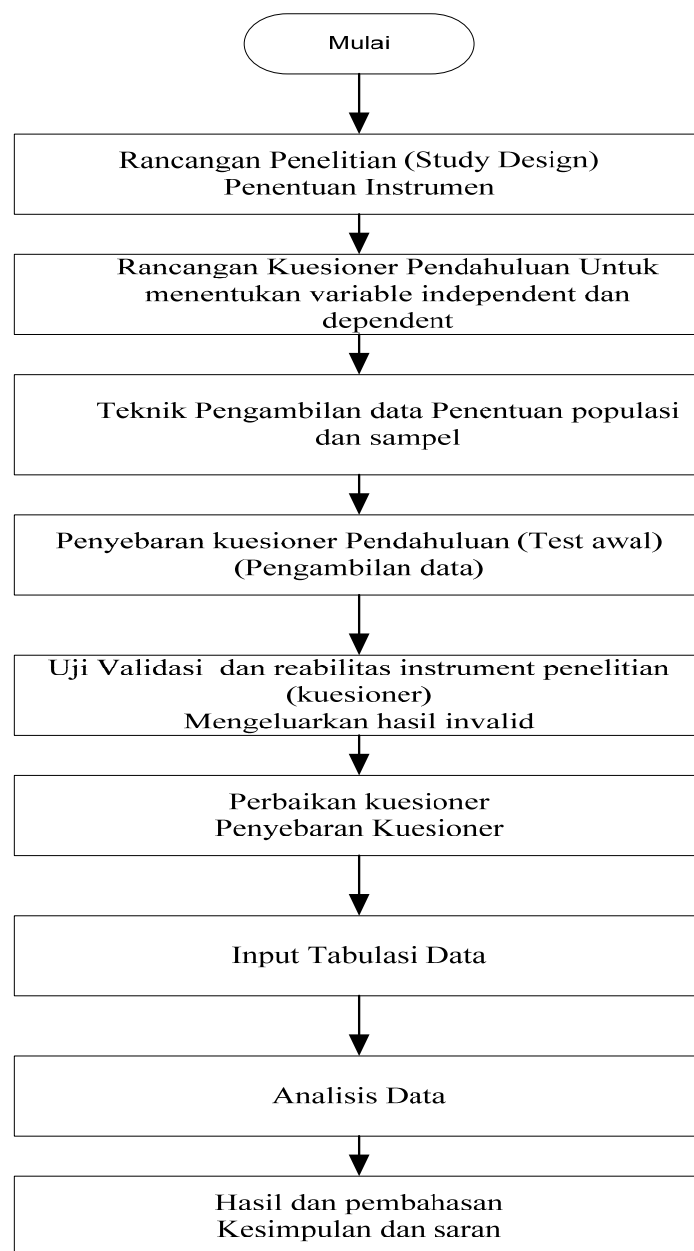 Mulai
Rancangan Penelitian (Study Design)
Penentuan Instrumen
Rancangan Kuesioner Pendahuluan Untuk
menentukan variable independent dan
dependent
Teknik Pengambilan data Penentuan populasi
dan sampel
Penyebaran kuesioner Pendahuluan (Test awal)
(Pengambilan data)
Uji Validasi dan reabilitas instrument penelitian
(kuesioner)
Mengeluarkan hasil invalid
Perbaikan kuesioner
Penyebaran Kuesioner
Input Tabulasi Data
Analisis Data
Hasil dan pembahasan
Kesimpulan dan saran